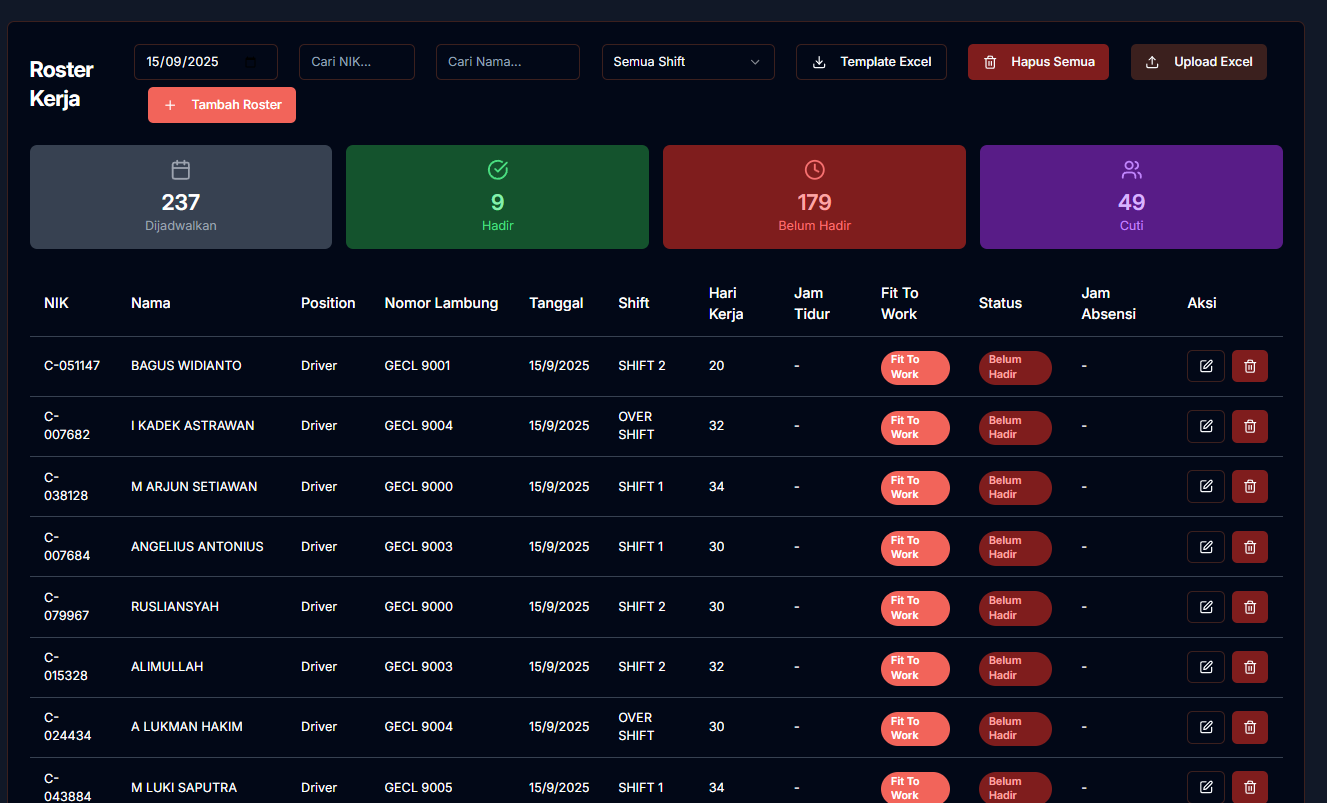 Roster
Kerja
15/09/2025
Cari NIK...
Cari Nama...
Semua Shift
Template Excel
Hapus Semua
Upload Excel
+ Tambah Roster
237
Dijadwalkan
9
Hadir
179
Belum Hadir
49
Cuti
NIK Nama Position Nomor Lambung Tanggal Shift Hari Kerja Jam Tidur Fit To Work Status Jam Absensi Aksi
C-051147 BAGUS WIDIANTO Driver GECL 9001 15/9/2025 SHIFT 2 20 - Fit To Work Belum Hadir -
C-007682 I KADEK ASTRAWAN Driver GECL 9004 15/9/2025 OVER SHIFT 32 - Fit To Work Belum Hadir -
C-038128 M ARJUN SETIAWAN Driver GECL 9000 15/9/2025 SHIFT 1 34 - Fit To Work Belum Hadir -
C-007684 ANGELIUS ANTONIUS Driver GECL 9003 15/9/2025 SHIFT 1 30 - Fit To Work Belum Hadir -
C-079967 RUSLIANSYAH Driver GECL 9000 15/9/2025 SHIFT 2 30 - Fit To Work Belum Hadir -
C-015328 ALIMULLAH Driver GECL 9003 15/9/2025 SHIFT 2 32 - Fit To Work Belum Hadir -
C-024434 A LUKMAN HAKIM Driver GECL 9004 15/9/2025 OVER SHIFT 30 - Fit To Work Belum Hadir -
C-043884 M LUKI SAPUTRA Driver GECL 9005 15/9/2025 SHIFT 1 34 - Fit To Work Belum Hadir -